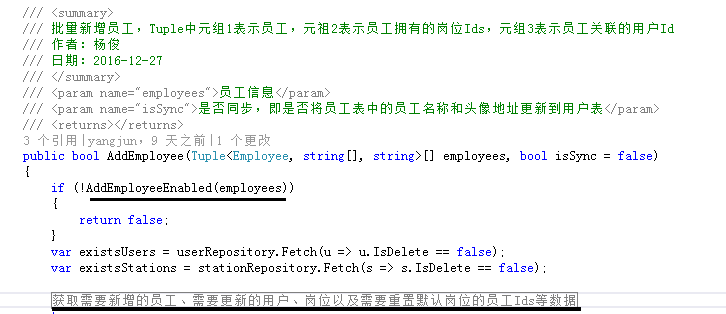 /// <summary>
/// 批量新增员工，Tuple中元组1表示员工，元祖2表示员工拥有的岗位Ids，元组3表示员工关联的用户Id
/// 作者：杨俊
/// 日期：2016-12-27
/// </summary>
/// <param name="employees">员工信息</param>
/// <param name="isSync">是否同步，即是否将员工表中的员工名称和头像地址更新到用户表</param>
/// <returns></returns>
3 个引用|yangjun，9 天之前|1 个更改
public bool AddEmployee(Tuple<Employee, string[], string>[] employees, bool isSync = false)
{
if (!AddEmployeeEnabled(employees))
{
return false;
}
var existsUsers = userRepository.Fetch(u => u.IsDelete == false);
var existsStations = stationRepository.Fetch(s => s.IsDelete == false);
获取需要新增的员工、需要更新的用户、岗位以及需要重置默认岗位的员工Ids等数据